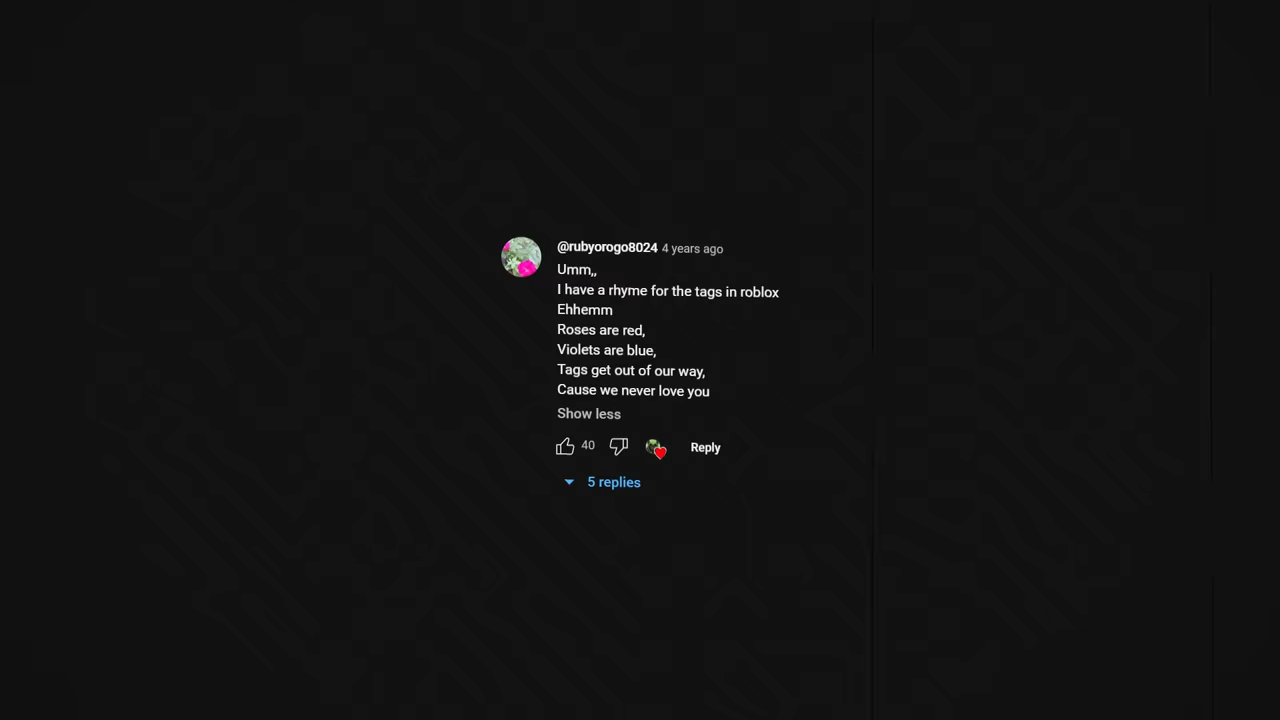 @rubyorogo8024 4 years ago
Umm,,
I have a rhyme for the tags in roblox
Ehhemm
Roses are red,
Violets are blue,
Tags get out of our way,
Cause we never love you
Show less
40 Reply
5 replies